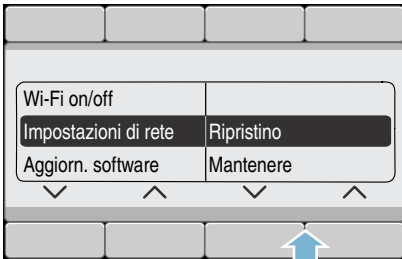 Wi-Fi on/off
Impostazioni di rete Ripristino
Aggiorn. software Mantenere